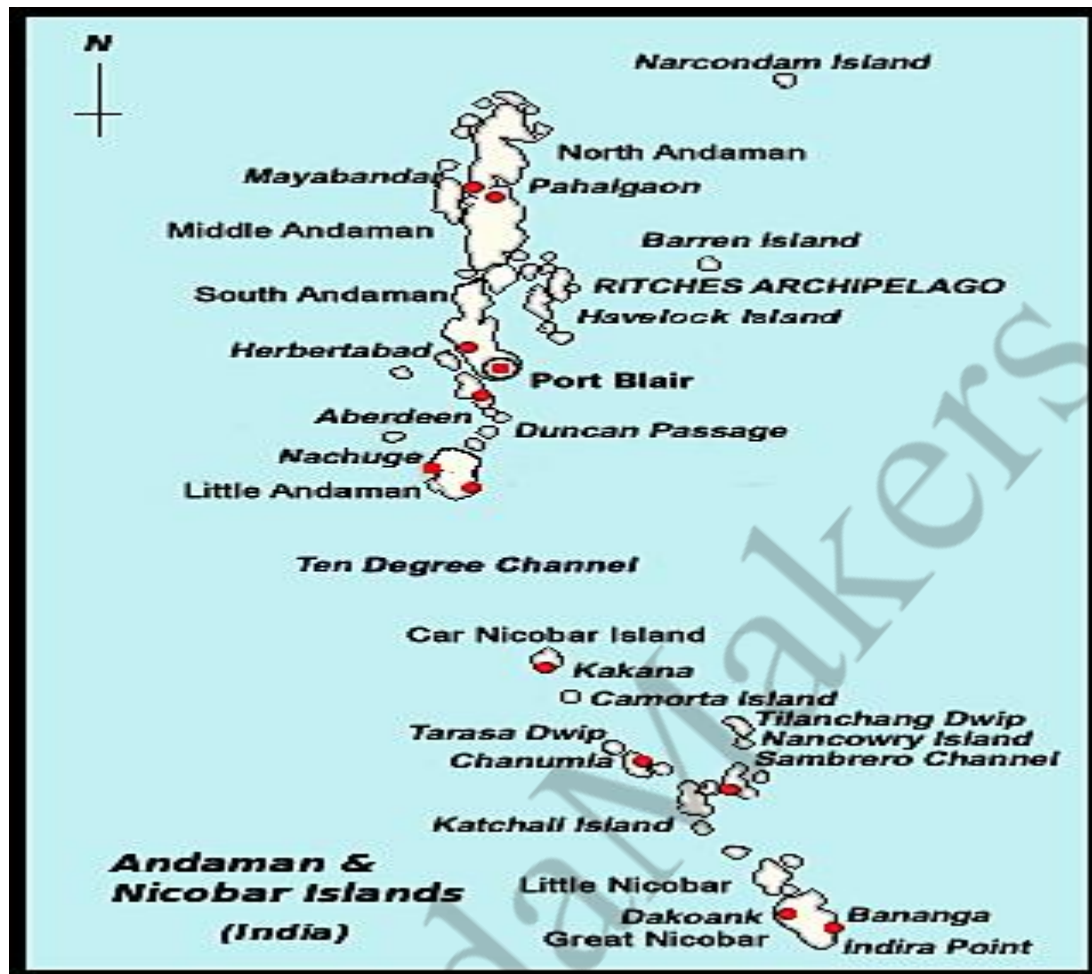 N
Narcondam Island
North Andaman
Mayabandar
Pahalgaon
Middle Andaman
Barren Island
South Andaman
RITCHES ARCHIPELAGO
Havelock Island
Herbertabad
Port Blair
Aberdeen
Duncan Passage
Nachuge
Little Andaman
Ten Degree Channel
Car Nicobar Island
Kakana
Camorta Island
Tilanchang Dwip
Tarasa Dwip
Nancowry Island
Chanumla
Sambrero Channel
Katchall Island
Andaman &
Nicobar Islands
(India)
Little Nicobar
Dakoank
Bananga
Great Nicobar
Indira Point
daMakers